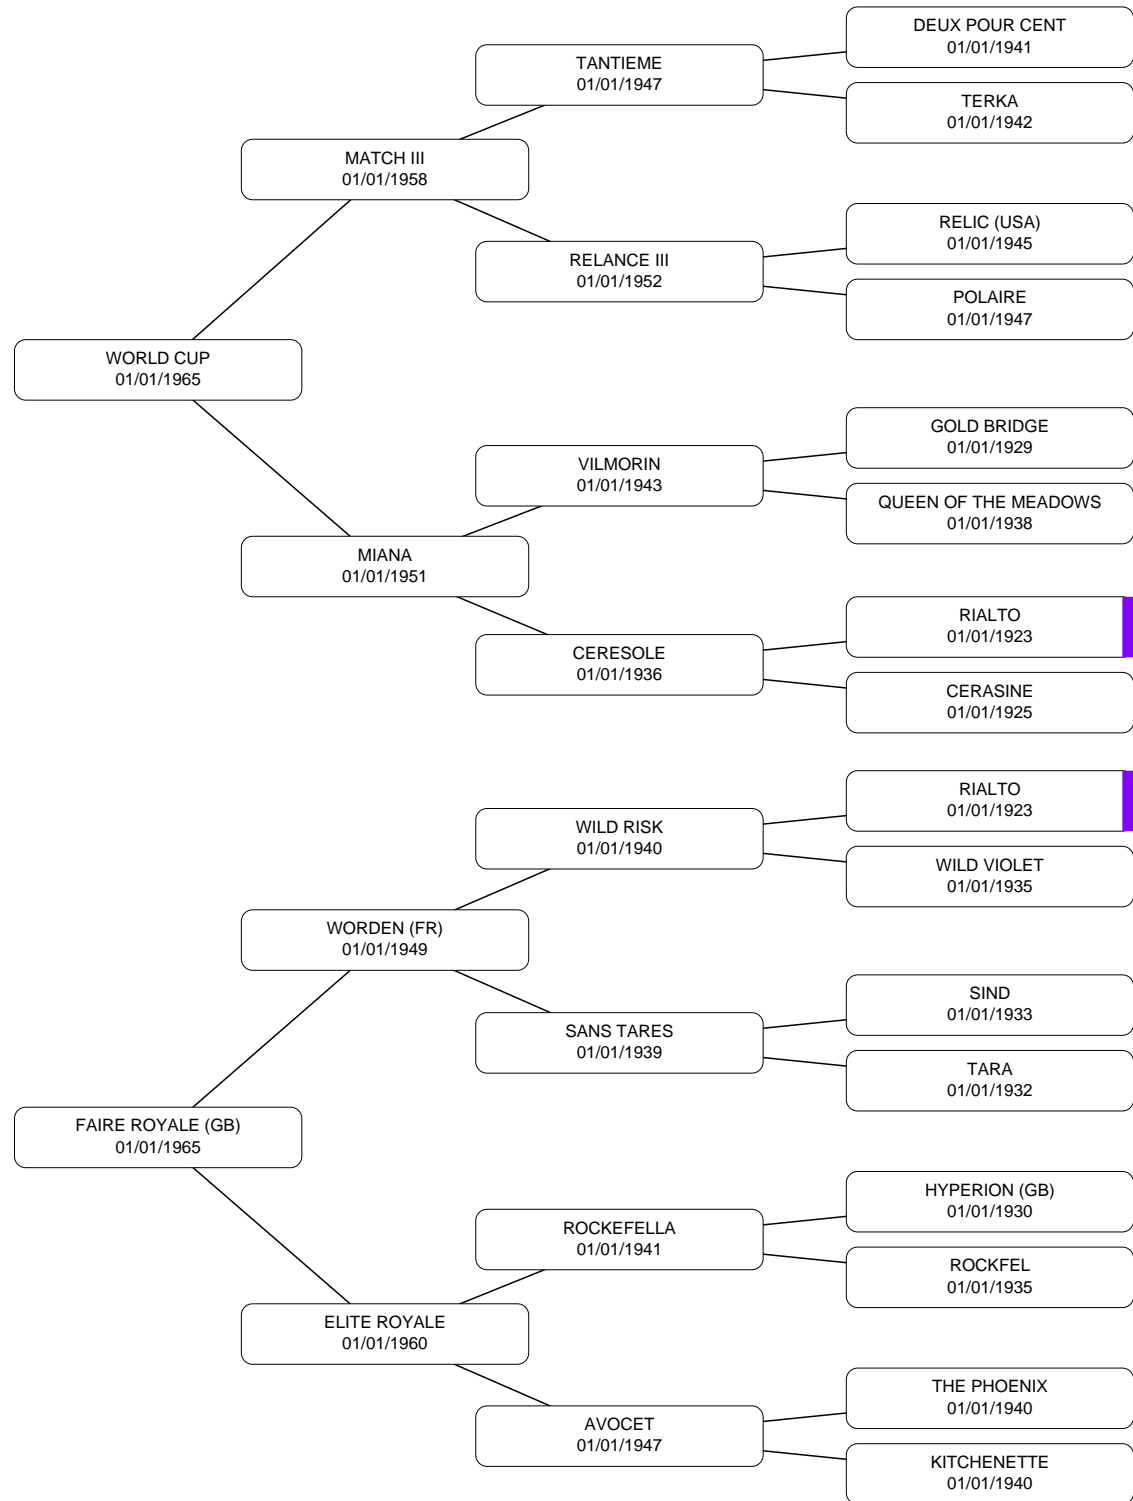 DEUX POUR CENT
01/01/1941
TANTIEME
01/01/1947
TERKA
01/01/1942
MATCH III
01/01/1958
RELIC (USA)
01/01/1945
RELANCE III
01/01/1952
POLAIRE
01/01/1947
WORLD CUP
01/01/1965
GOLD BRIDGE
01/01/1929
VILMORIN
01/01/1943
QUEEN OF THE MEADOWS
01/01/1938
MIANA
01/01/1951
RIALTO
01/01/1923
CERESOLE
01/01/1936
CERASINE
01/01/1925
RIALTO
01/01/1923
WILD RISK
01/01/1940
WILD VIOLET
01/01/1935
WORDEN (FR)
01/01/1949
SIND
01/01/1933
SANS TARES
01/01/1939
TARA
01/01/1932
FAIRE ROYALE (GB)
01/01/1965
HYPERION (GB)
01/01/1930
ROCKEFELLA
01/01/1941
ROCKFEL
01/01/1935
ELITE ROYALE
01/01/1960
THE PHOENIX
01/01/1940
AVOCET
01/01/1947
KITCHENETTE
01/01/1940